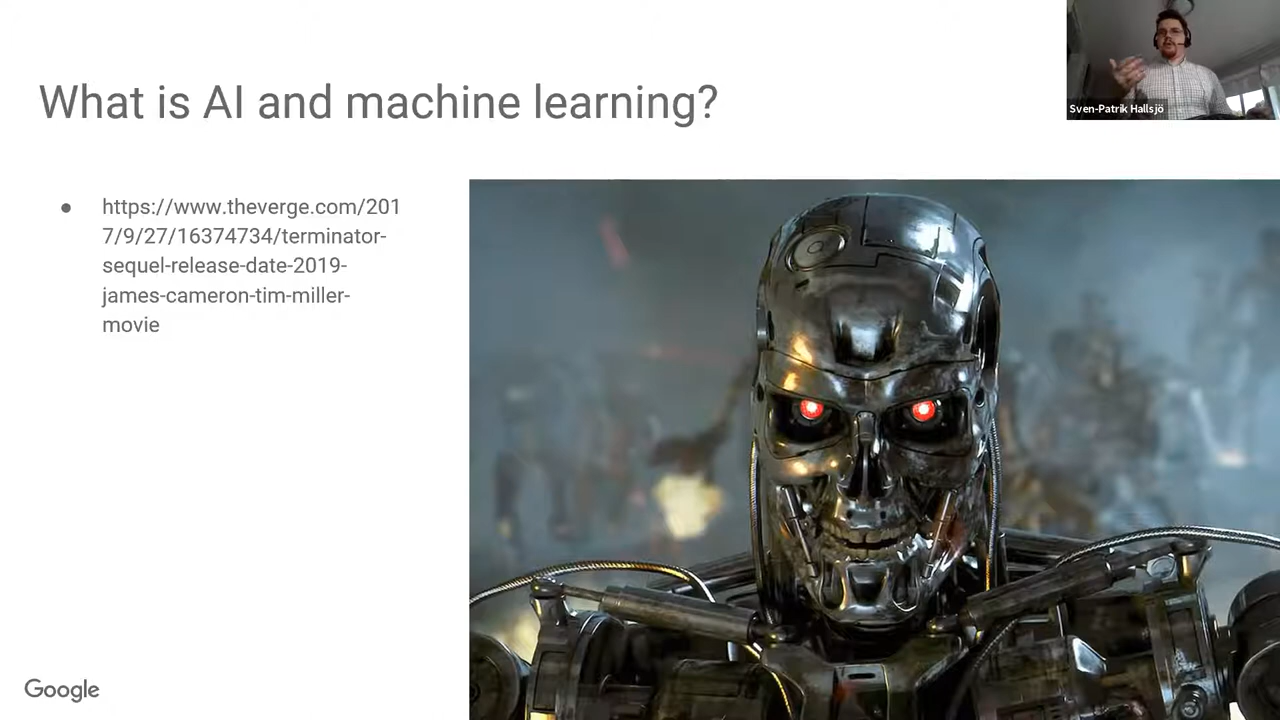 What is AI and machine learning?
Sven-Patrik Hallsjö
https://www.theverge.com/201
7/9/27/16374734/terminator-
sequel-release-date-2019-
james-cameron-tim-miller-
movie
Google